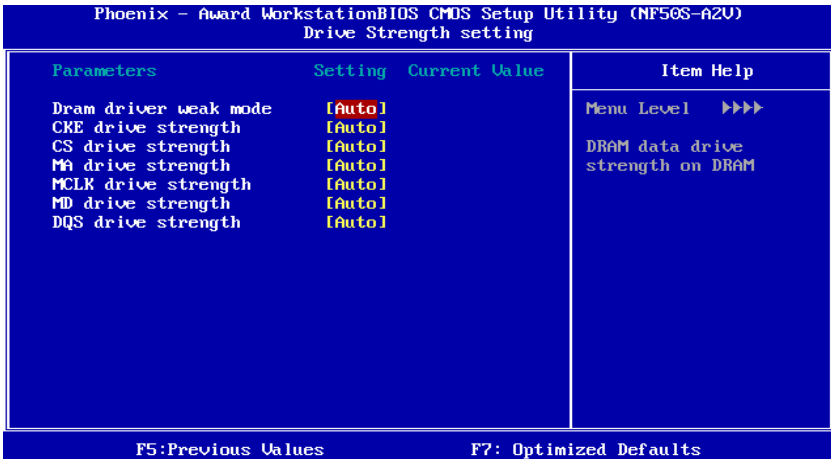 Phoenix - Award WorkstationBIOS CMOS Setup Utility (NF50S-A2V)
Drive Strength setting
Parameters Setting Current Value Item Help
Dram driver weak mode [Auto] Menu Level ▶▶▶▶
CKE drive strength [Auto]
CS drive strength [Auto] DRAM data drive
MA drive strength [Auto] strength on DRAM
MCLK drive strength [Auto]
MD drive strength [Auto]
DQS drive strength [Auto]
F5:Previous Values F7: Optimized Defaults